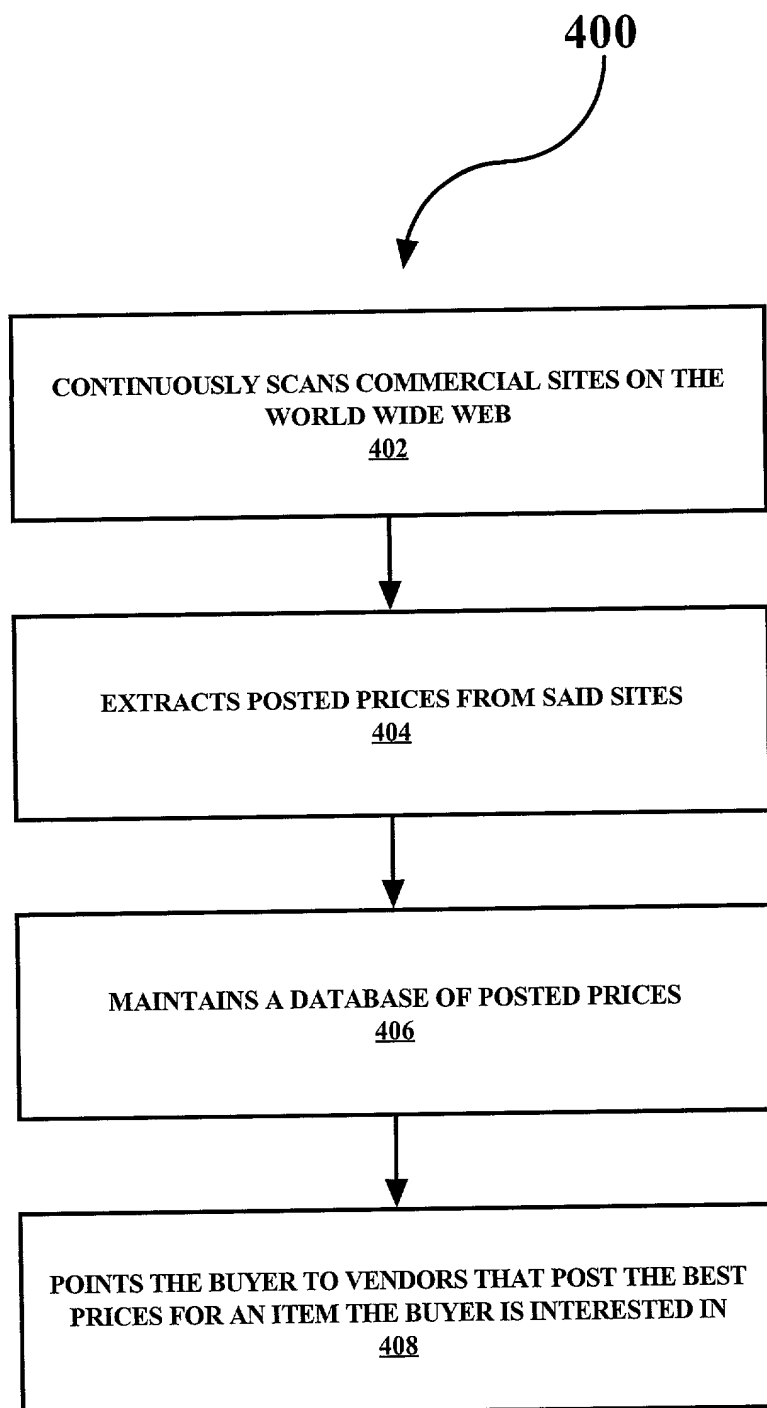 400
CONTINUOUSLY SCANS COMMERCIAL SITES ON THE
WORLD WIDE WEB
402
EXTRACTS POSTED PRICES FROM SAID SITES
404
MAINTAINS A DATABASE OF POSTED PRICES
406
POINTS THE BUYER TO VENDORS THAT POST THE BEST
PRICES FOR AN ITEM THE BUYER IS INTERESTED IN
408